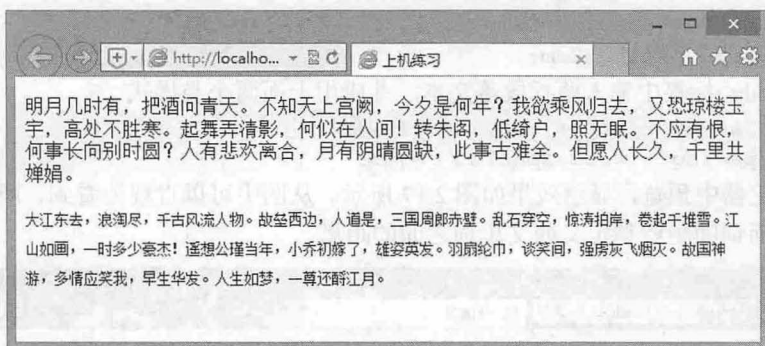 http://localho...
上机练习
明月几时有，把酒问青天。不知天上宫阙，今夕是何年？我欲乘风归去，又恐琼楼玉
宇，高处不胜寒。起舞弄清影，何似在人间！转朱阁，低绮户，照无眠。不应有恨，
何事长向别时圆？人有悲欢离合，月有阴晴圆缺，此事古难全。但愿人长久，千里共
婵娟。
大江东去，浪淘尽，千古风流人物。故垒西边，人道是，三国周郎赤壁。乱石穿空，惊涛拍岸，卷起千堆雪。江
山如画，一时多少豪杰！遥想公瑾当年，小乔初嫁了，雄姿英发。羽扇纶巾，谈笑间，强虏灰飞烟灭。故国神
游，多情应笑我，早生华发。人生如梦，一尊还酹江月。